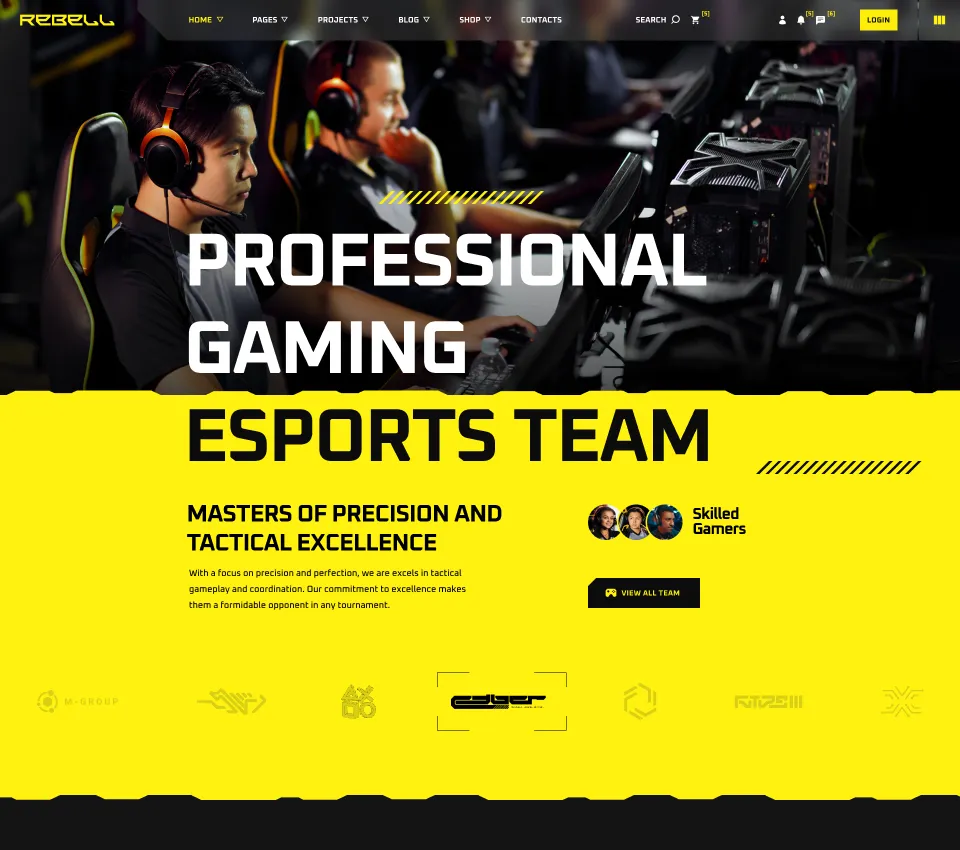 REBELL
HOME
PAGES
PROJECTS
BLOG
SHOP
CONTACTS
SEARCH
[5]
[5]
[6]
LOGIN
PROFESSIONAL
GAMING
ESPORTS TEAM
MASTERS OF PRECISION AND
TACTICAL EXCELLENCE
With a focus on precision and perfection, we are excels in tactical
gameplay and coordination. Our commitment to excellence makes
them a formidable opponent in any tournament.
Skilled
Gamers
VIEW ALL TEAM
M-GROUP